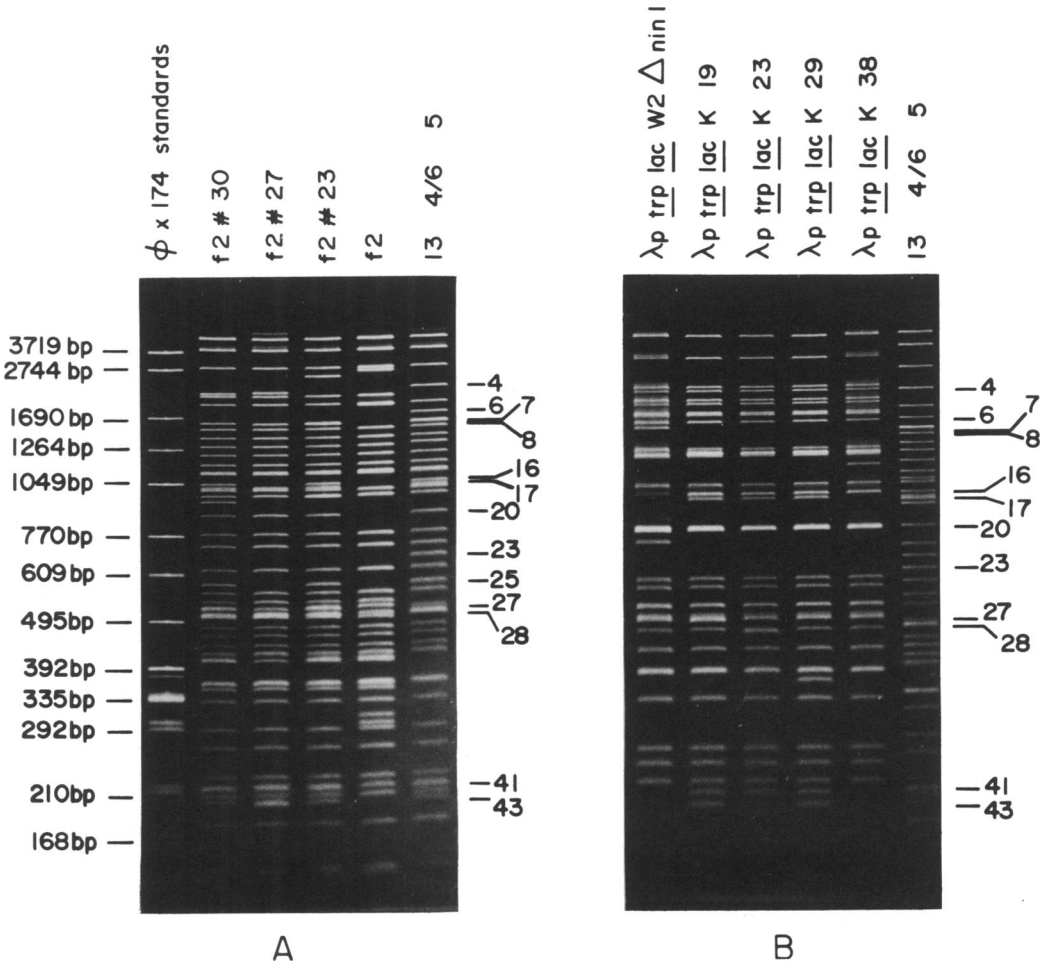 ϕ x 174 standards
f2 # 30
f2 # 27
f2 # 23
f2
13 4/6 5
3719 bp
2744 bp
1690 bp
1264 bp
1049 bp
770 bp
609 bp
495 bp
392 bp
335 bp
292 bp
210 bp
168 bp
4
6
7
8
16
17
20
23
25
27
28
41
43
A
λp trp lac W2 Δ nin 1
λp trp lac K 19
λp trp lac K 23
λp trp lac K 29
λp trp lac K 38
13 4/6 5
4
6
7
8
16
17
20
23
27
28
41
43
B